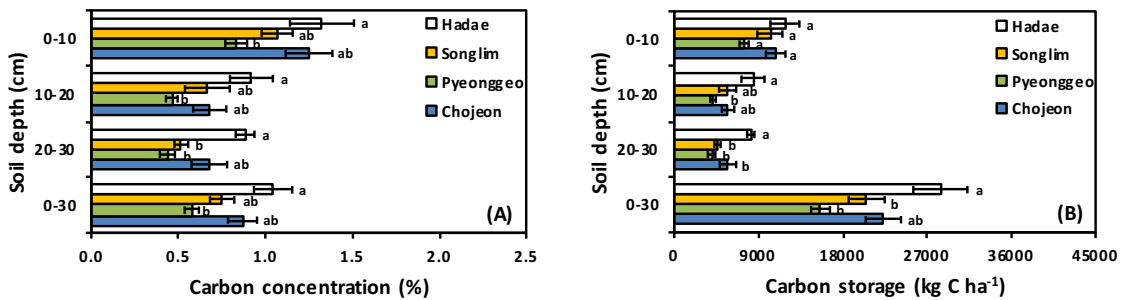 Soil depth (cm)
0-10
10-20
20-30
0-30
a
ab
b
ab
a
ab
b
ab
a
b
b
ab
a
ab
b
ab
Hadae
Songlim
Pyeonggeo
Chojeon
(A)
0.0 0.5 1.0 1.5 2.0 2.5
Carbon concentration (%)
Soil depth (cm)
0-10
10-20
20-30
0-30
a
a
a
a
a
ab
b
ab
a
b
b
b
a
b
b
ab
Hadae
Songlim
Pyeonggeo
Chojeon
(B)
0 9000 18000 27000 36000 45000
Carbon storage (kg C ha⁻¹)